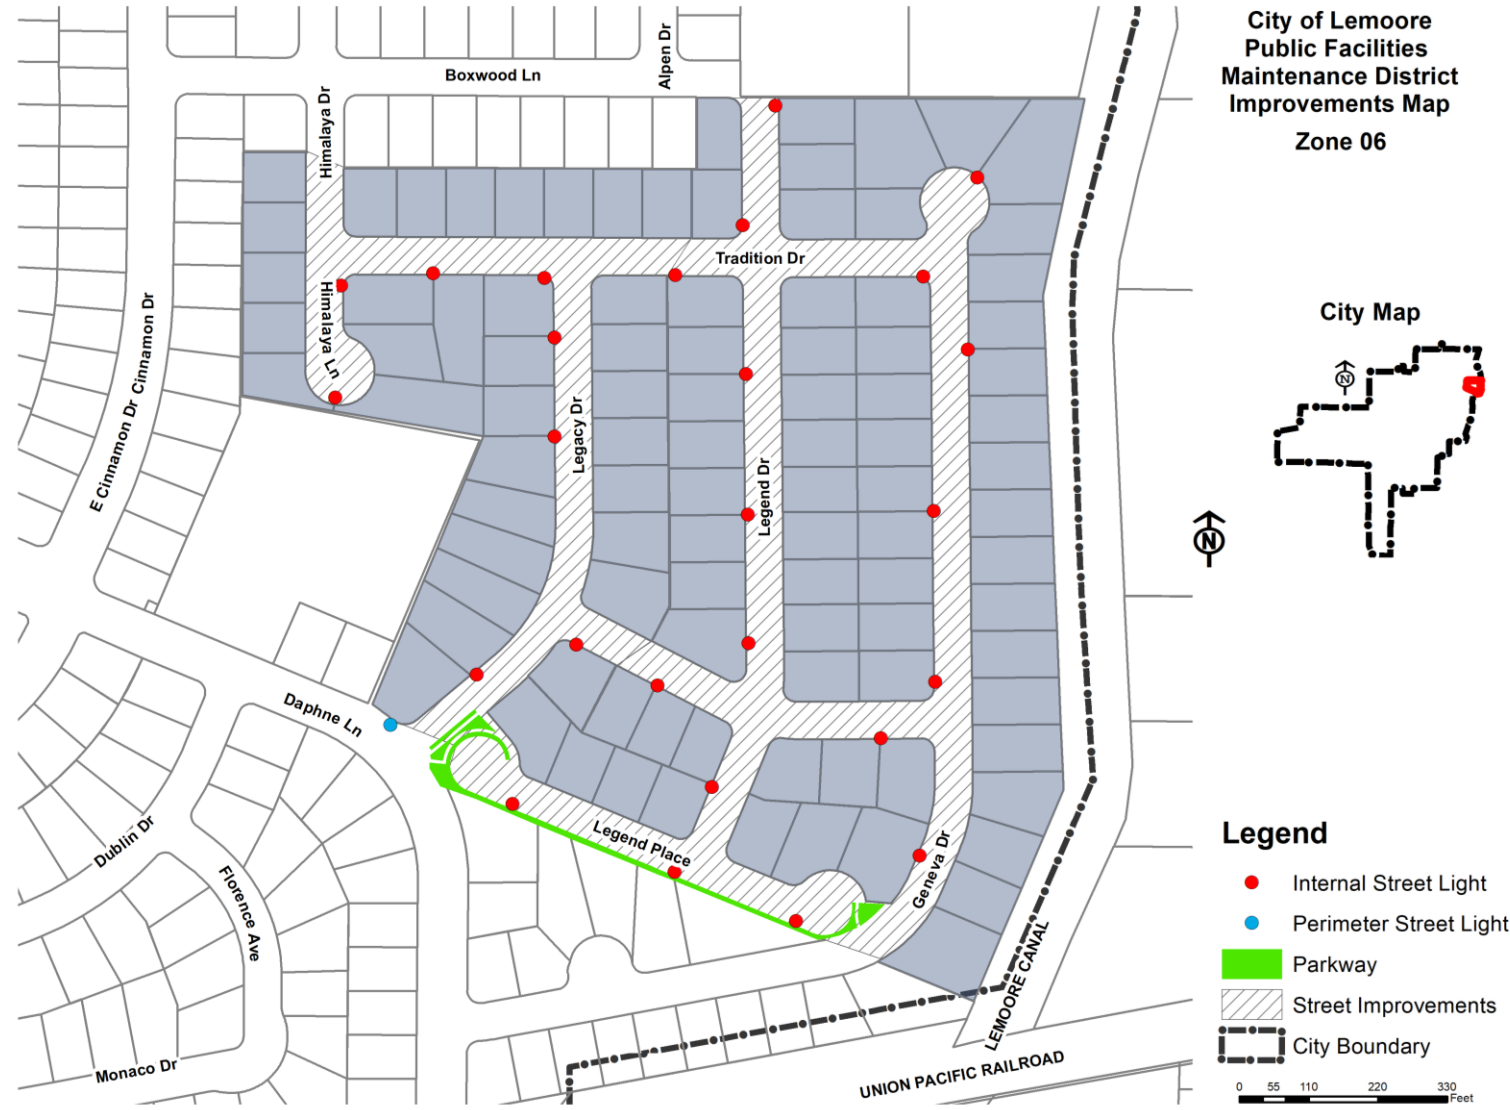 City of Lemoore
Public Facilities
Maintenance District
Improvements Map
Zone 06
Boxwood Ln
Alpen Dr
Himalaya Dr
Tradition Dr
Himalaya Ln
Cinnamon Dr
E Cinnamon Dr
Legacy Dr
Legend Dr
City Map
N
N
Daphne Ln
Dublin Dr
Florence Ave
Legend Place
Geneva Dr
Monaco Dr
LEMOORE CANAL
UNION PACIFIC RAILROAD
Legend
Internal Street Light
Perimeter Street Light
Parkway
Street Improvements
City Boundary
0 55 110 220 330
Feet